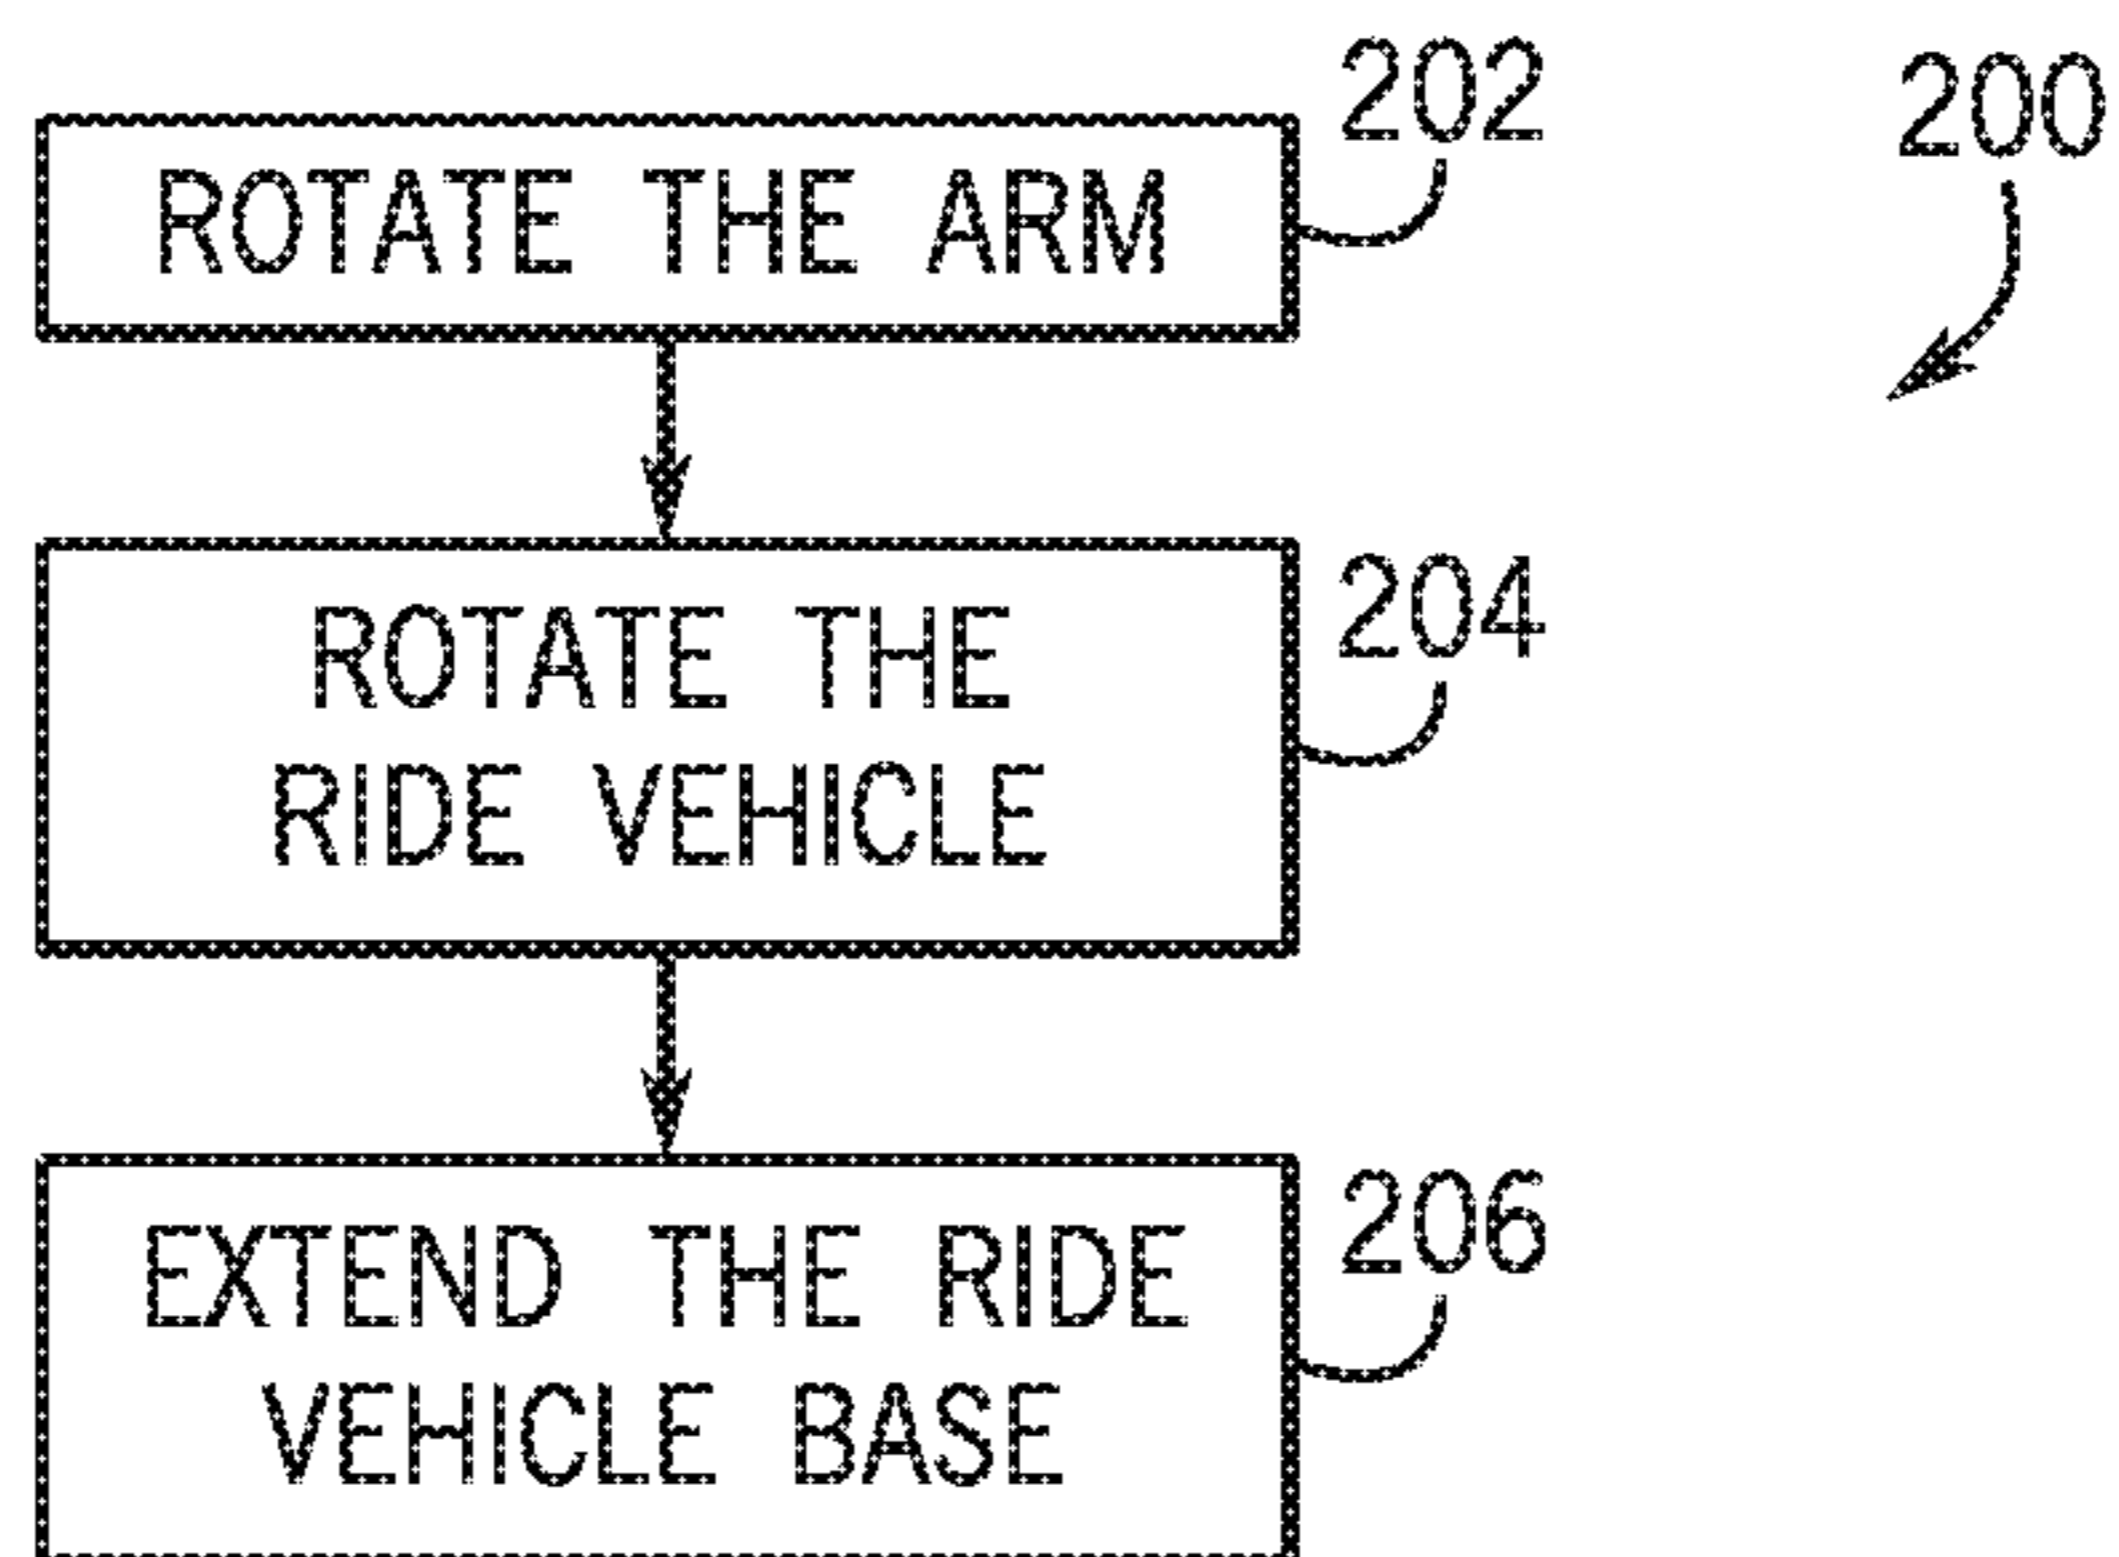 202
200
ROTATE THE ARM
204
ROTATE THE
RIDE VEHICLE
206
EXTEND THE RIDE
VEHICLE BASE